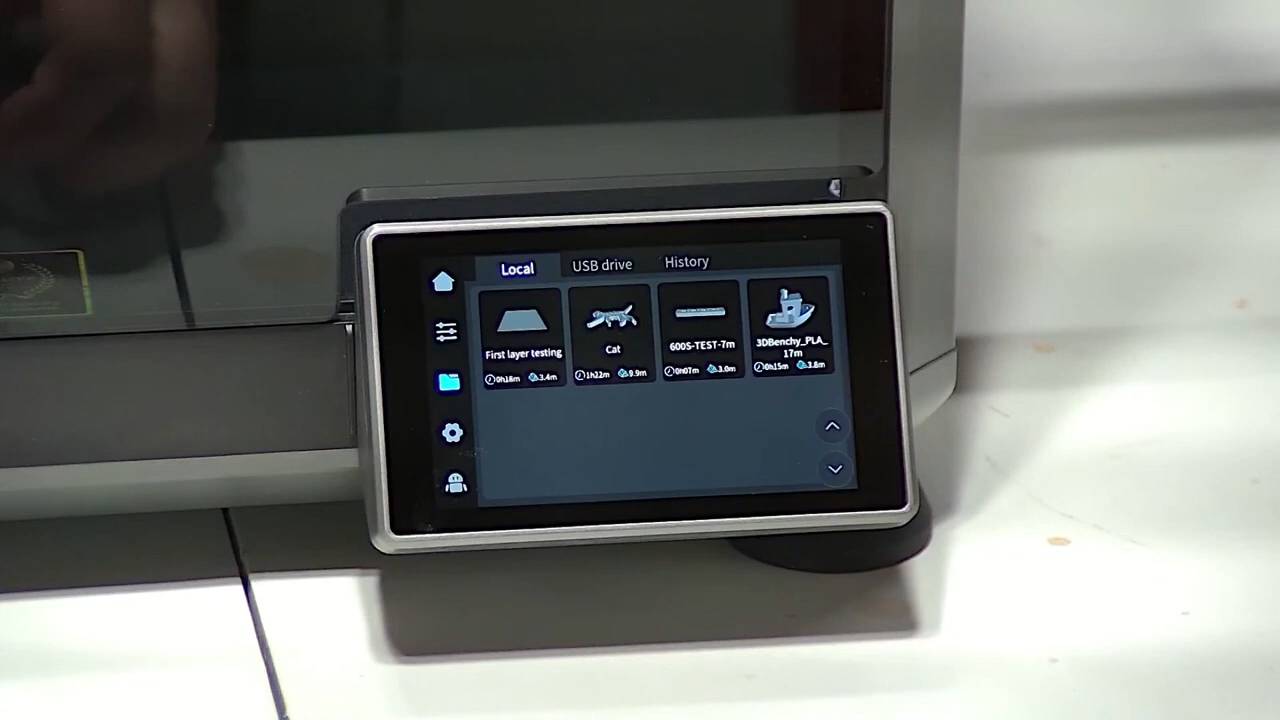 Local
USB drive
History
First layer testing
0h18m 3.4m
Cat
1h22m 9.9m
600S-TEST-7m
0h07m 3.0m
3DBenchy_PLA_
17m
0h15m 3.8m